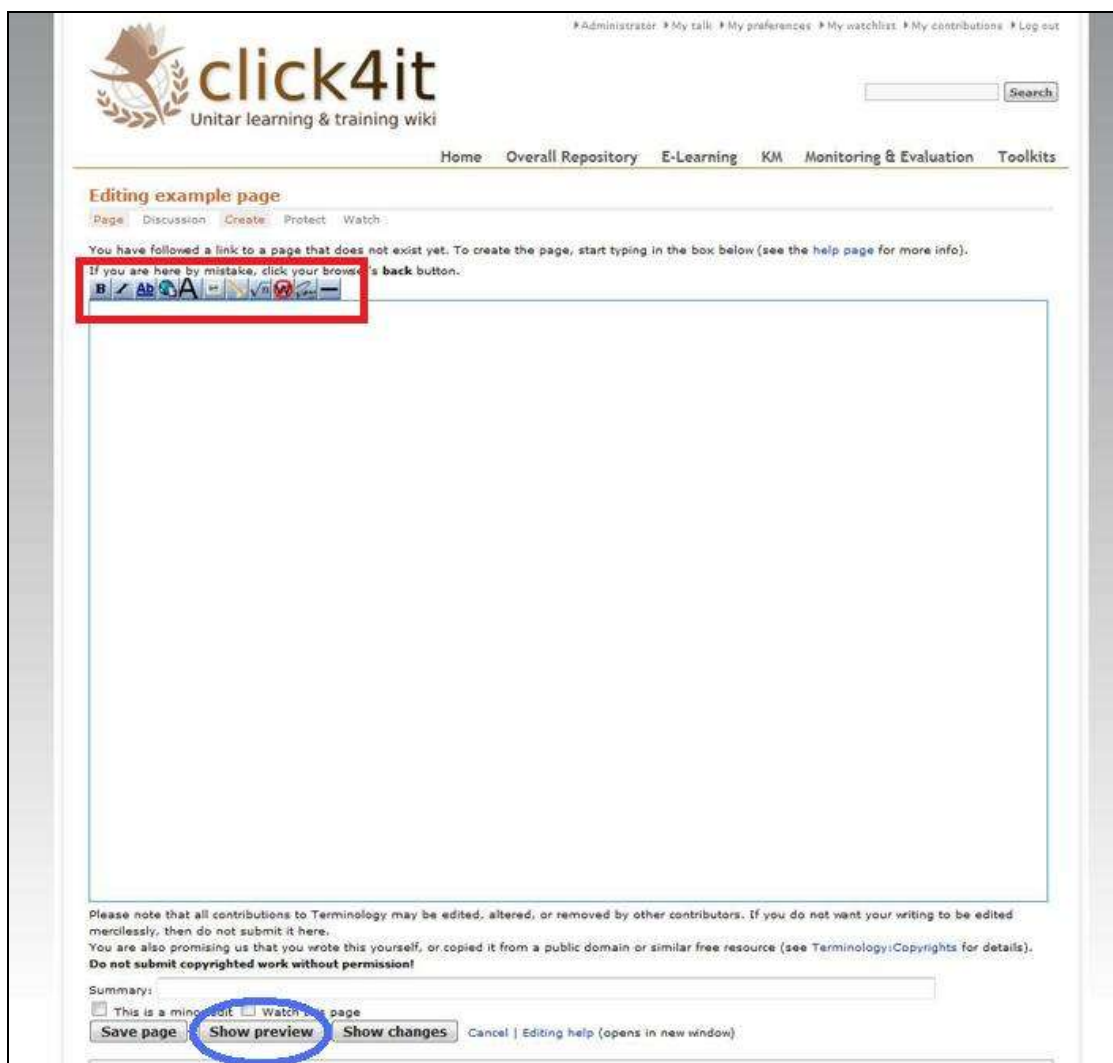 Administrator My talk My preferences My watchlist My contributions Log out
click4it
Unitar learning & training wiki
Search
Home Overall Repository E-Learning KM Monitoring & Evaluation Toolkits
Editing example page
Page Discussion Create Protect Watch
You have followed a link to a page that does not exist yet. To create the page, start typing in the box below (see the help page for more info).
If you are here by mistake, click your browser's back button.
B Ab A √n W
Please note that all contributions to Terminology may be edited, altered, or removed by other contributors. If you do not want your writing to be edited
mercilessly, then do not submit it here.
You are also promising us that you wrote this yourself, or copied it from a public domain or similar free resource (see Terminology:Copyrights for details).
Do not submit copyrighted work without permission!
Summary:
This is a minor edit Watch this page
Save page Show preview Show changes Cancel | Editing help (opens in new window)